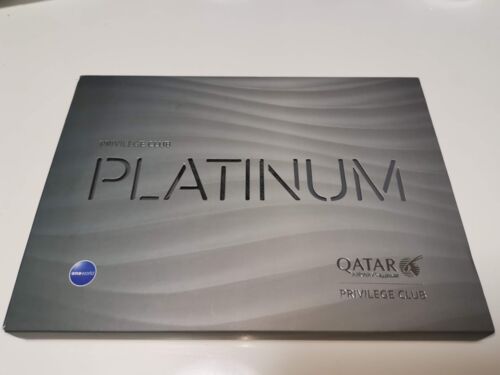 PRIVILEGE CLUB
PLATINUM
oneworld
QATAR
PRIVILEGE CLUB